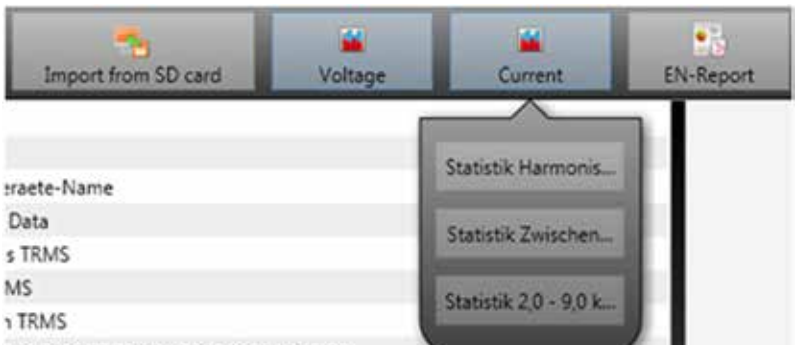 Import from SD card
Voltage
Current
EN-Report
Statistik Harmonis...
eraete-Name
Data
Statistik Zwischen...
s TRMS
MS
Statistik 2,0 - 9,0 k...
TRMS